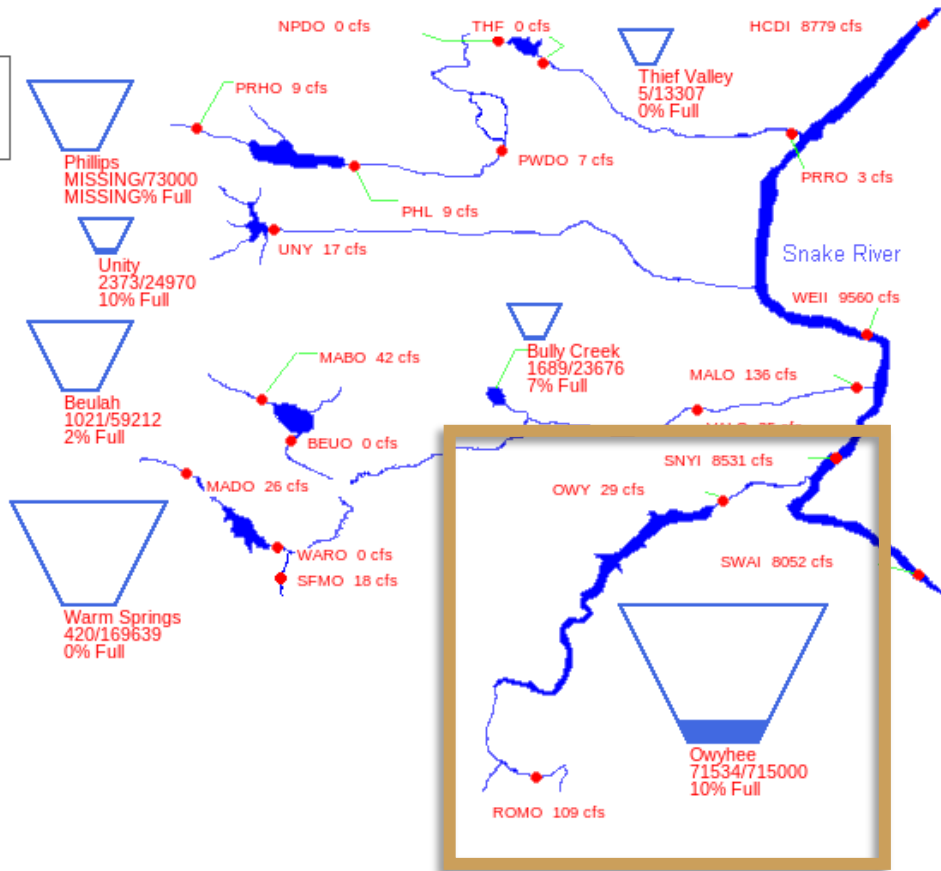 NPDO 0 cfs
THF 0 cfs
HCDI 8779 cfs
Thief Valley
5/13307
0% Full
PRHO 9 cfs
Phillips
MISSING/73000
MISSING% Full
PWDO 7 cfs
PRRO 3 cfs
PHL 9 cfs
UNY 17 cfs
Snake River
Unity
2373/24970
10% Full
WEII 9560 cfs
MABO 42 cfs
Bully Creek
1689/23676
7% Full
MALO 136 cfs
Beulah
1021/59212
2% Full
BEUO 0 cfs
SNYI 8531 cfs
MADO 26 cfs
OWY 29 cfs
WARO 0 cfs
SFMO 18 cfs
SWAI 8052 cfs
Warm Springs
420/169639
0% Full
Owyhee
71534/715000
10% Full
ROMO 109 cfs